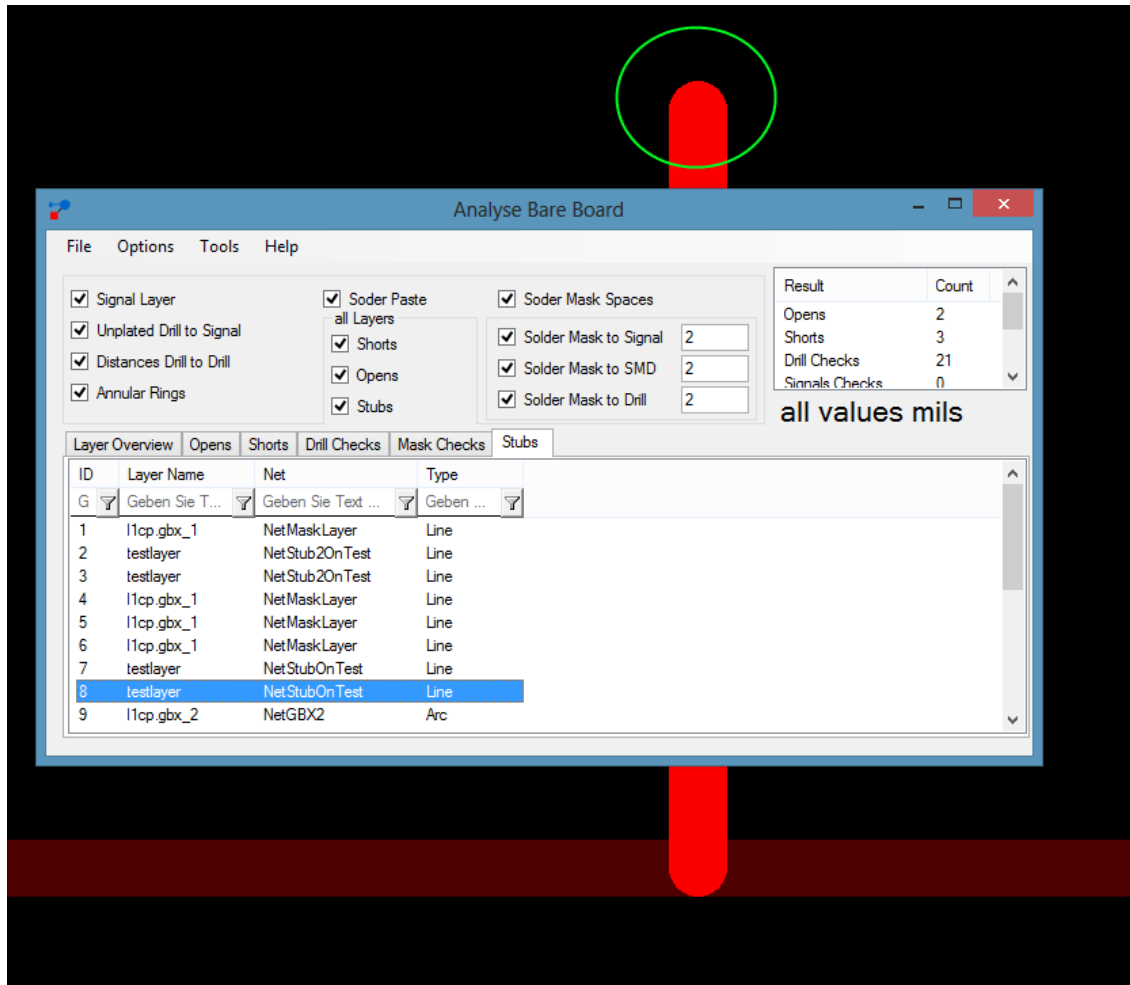 Analyse Bare Board
File Options Tools Help
Signal Layer
Unplated Drill to Signal
Distances Drill to Drill
Annular Rings
Soder Paste
all Layers
Shorts
Opens
Stubs
Soder Mask Spaces
Solder Mask to Signal 2
Solder Mask to SMD 2
Solder Mask to Drill 2
Result Count
Opens 2
Shorts 3
Drill Checks 21
Signals Checks 0
all values mils
Layer Overview Opens Shorts Drill Checks Mask Checks Stubs
ID Layer Name Net Type
G Geben Sie T... Geben Sie Text ... Geben ...
1 l1cp.gbx_1 NetMaskLayer Line
2 testlayer NetStub2OnTest Line
3 testlayer NetStub2OnTest Line
4 l1cp.gbx_1 NetMaskLayer Line
5 l1cp.gbx_1 NetMaskLayer Line
6 l1cp.gbx_1 NetMaskLayer Line
7 testlayer NetStubOnTest Line
8 testlayer NetStubOnTest Line
9 l1cp.gbx_2 NetGBX2 Arc